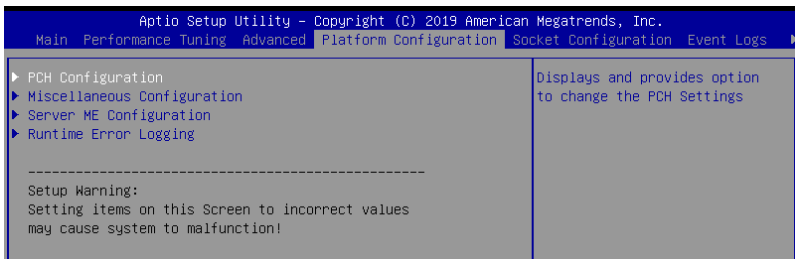 Aptio Setup Utility – Copyright (C) 2019 American Megatrends, Inc.
Main Performance Tuning Advanced Platform Configuration Socket Configuration Event Logs
PCH Configuration
Miscellaneous Configuration
Server ME Configuration
Runtime Error Logging
--------------------------------------------------
Setup Warning:
Setting items on this Screen to incorrect values
may cause system to malfunction!
Displays and provides option
to change the PCH Settings